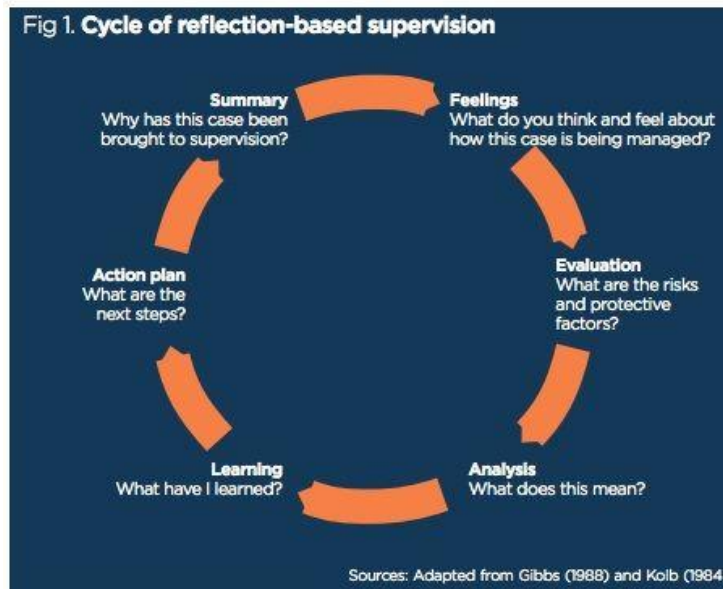 Fig 1. Cycle of reflection-based supervision
Summary
Why has this case been
brought to supervision?
Feelings
What do you think and feel about
how this case is being managed?
Evaluation
What are the risks
and protective
factors?
Analysis
What does this mean?
Learning
What have I learned?
Action plan
What are the
next steps?
Sources: Adapted from Gibbs (1988) and Kolb (1984